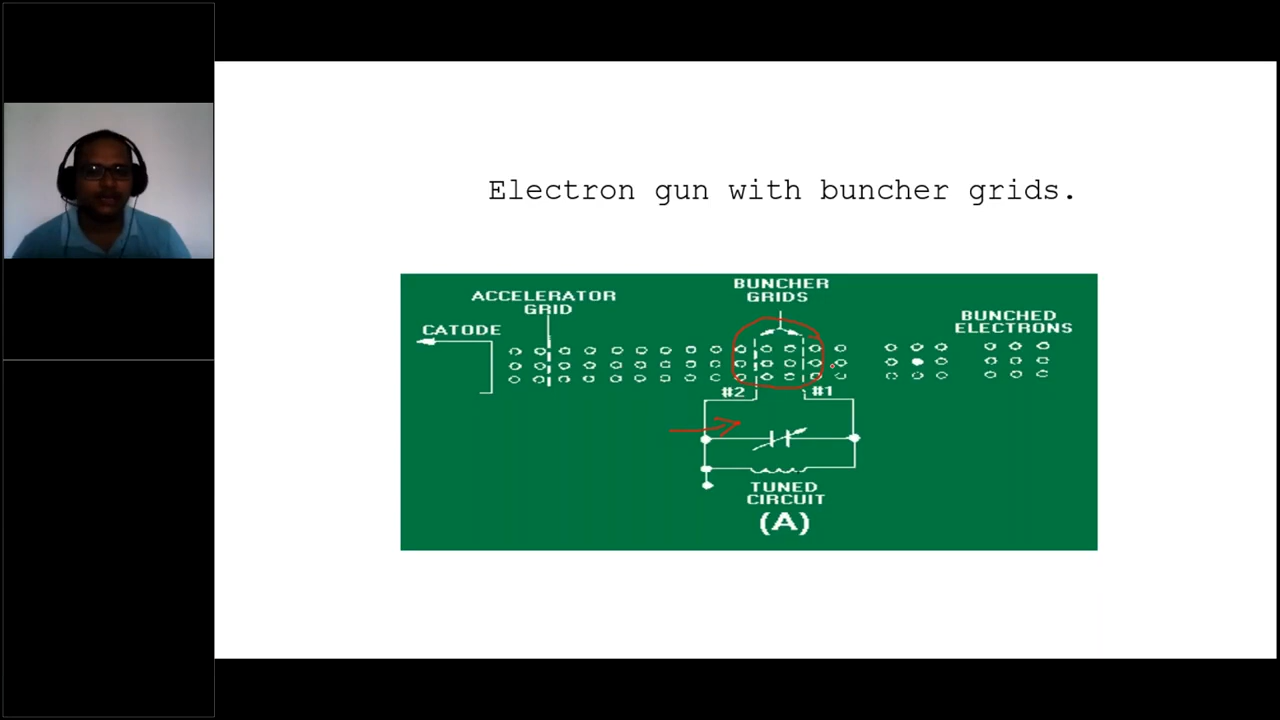 Electron gun with buncher grids.
BUNCHER
GRIDS
ACCELERATOR
GRID
CATODE
BUNCHED
ELECTRONS
#2
#1
TUNED
CIRCUIT
(A)